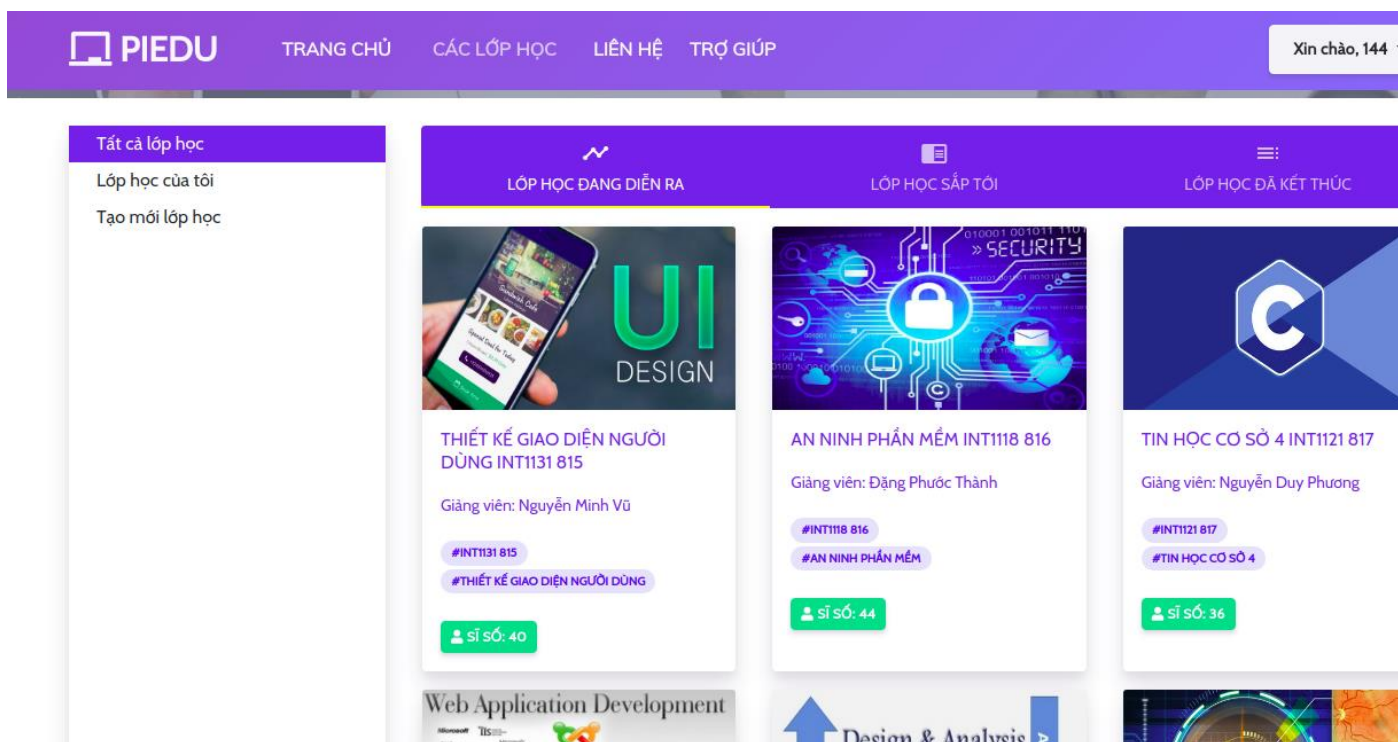 PIEDU
TRANG CHỦ
CÁC LỚP HỌC
LIÊN HỆ
TRỢ GIÚP
Xin chào, 144
Tất cả lớp học
Lớp học của tôi
Tạo mới lớp học
LỚP HỌC ĐANG DIỄN RA
LỚP HỌC SẮP TỚI
LỚP HỌC ĐÃ KẾT THÚC
Sandwich Cafe
UI
DESIGN
THIẾT KẾ GIAO DIỆN NGƯỜI
DÙNG INT1131 815
Giảng viên: Nguyễn Minh Vũ
#INT1131 815
#THIẾT KẾ GIAO DIỆN NGƯỜI DÙNG
SĨ SỐ: 40
» SECURITY
AN NINH PHẦN MỀM INT1118 816
Giảng viên: Đặng Phước Thành
#INT1118 816
#AN NINH PHẦN MỀM
SĨ SỐ: 44
C
TIN HỌC CƠ SỞ 4 INT1121 817
Giảng viên: Nguyễn Duy Phương
#INT1121 817
#TIN HỌC CƠ SỞ 4
SĨ SỐ: 36
Web Application Development
Microsoft
Design & Analysis